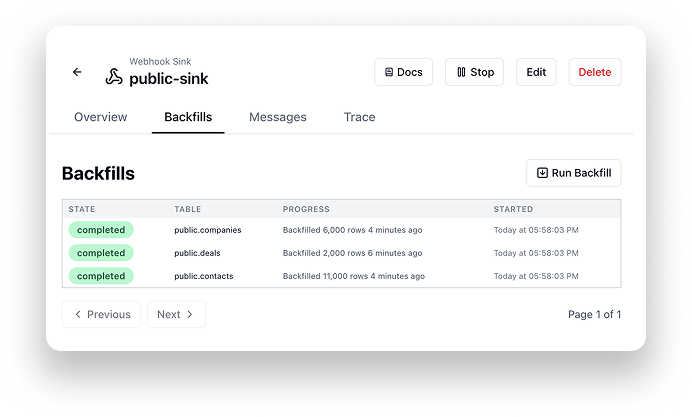 Webhook Sink
public-sink
Docs
Stop
Edit
Delete
Overview Backfills Messages Trace
Backfills
Run Backfill
STATE TABLE PROGRESS STARTED
completed public.companies Backfilled 6,000 rows 4 minutes ago Today at 05:58:03 PM
completed public.deals Backfilled 2,000 rows 6 minutes ago Today at 05:58:03 PM
completed public.contacts Backfilled 11,000 rows 4 minutes ago Today at 05:58:03 PM
Previous Next Page 1 of 1